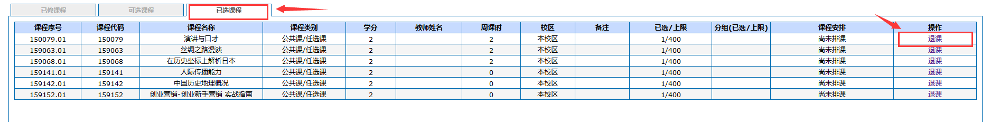 已修课程 可选课程 已选课程
课程序号 课程代码 课程名称 课程类别 学分 教师姓名 周课时 校区 备注 已选/上限 分组(已选/上限) 课程安排 操作
150079.01 150079 演讲与口才 公共课/任选课 2 2 本校区 1/400 尚未排课 退课
159063.01 159063 丝绸之路漫谈 公共课/任选课 2 2 本校区 1/400 尚未排课 退课
159068.01 159068 在历史坐标上解析日本 公共课/任选课 2 2 本校区 1/400 尚未排课 退课
159141.01 159141 人际传播能力 公共课/任选课 2 0 本校区 1/400 尚未排课 退课
159142.01 159142 中国历史地理概况 公共课/任选课 2 0 本校区 1/400 尚未排课 退课
159152.01 159152 创业营销-创业新手营销 实战指南 公共课/任选课 2 0 本校区 1/400 尚未排课 退课